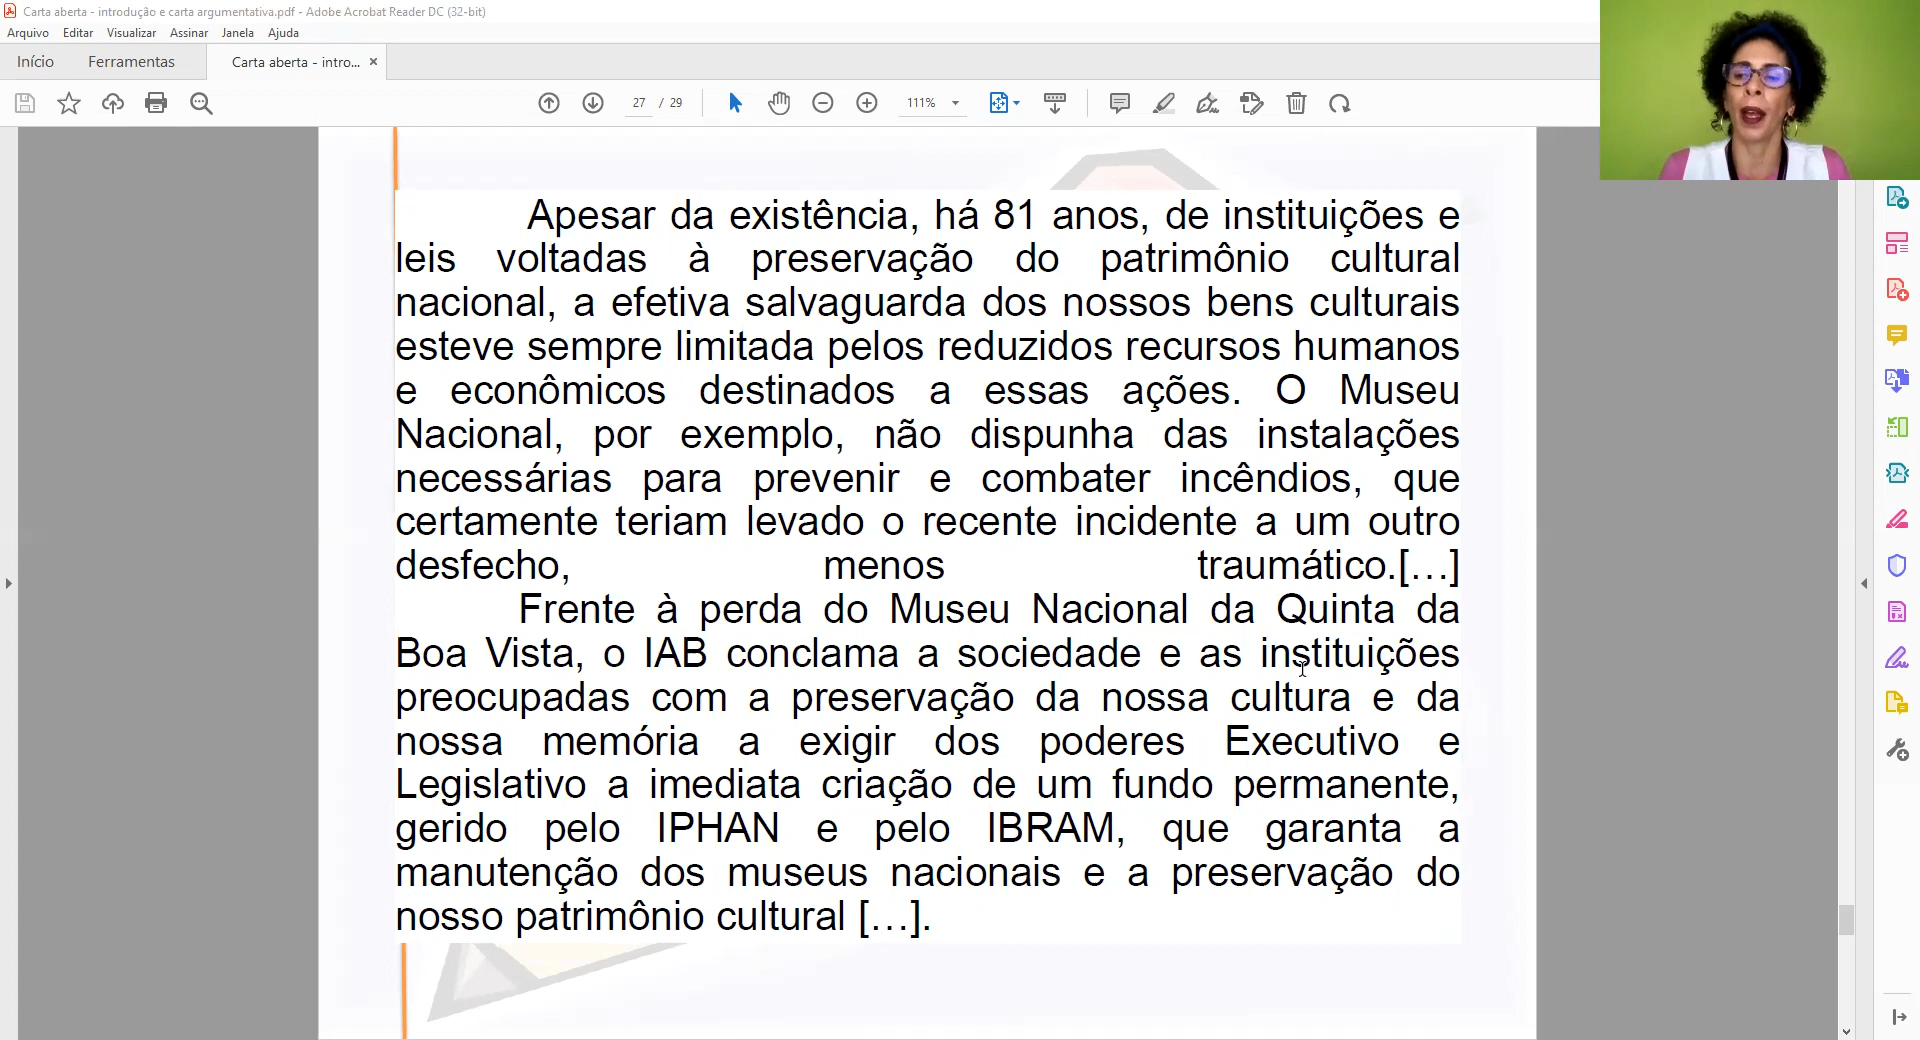 Carta aberta - introdução e carta argumentativa.pdf - Adobe Acrobat Reader DC (32-bit)
Arquivo Editar Visualizar Assinar Janela Ajuda
Início Ferramentas Carta aberta - intro... ×
27 / 29 111%
Apesar da existência, há 81 anos, de instituições e
leis voltadas à preservação do patrimônio cultural
nacional, a efetiva salvaguarda dos nossos bens culturais
esteve sempre limitada pelos reduzidos recursos humanos
e econômicos destinados a essas ações. O Museu
Nacional, por exemplo, não dispunha das instalações
necessárias para prevenir e combater incêndios, que
certamente teriam levado o recente incidente a um outro
desfecho, menos traumático.[...]
Frente à perda do Museu Nacional da Quinta da
Boa Vista, o IAB conclama a sociedade e as instituições
preocupadas com a preservação da nossa cultura e da
nossa memória a exigir dos poderes Executivo e
Legislativo a imediata criação de um fundo permanente,
gerido pelo IPHAN e pelo IBRAM, que garanta a
manutenção dos museus nacionais e a preservação do
nosso patrimônio cultural [...].